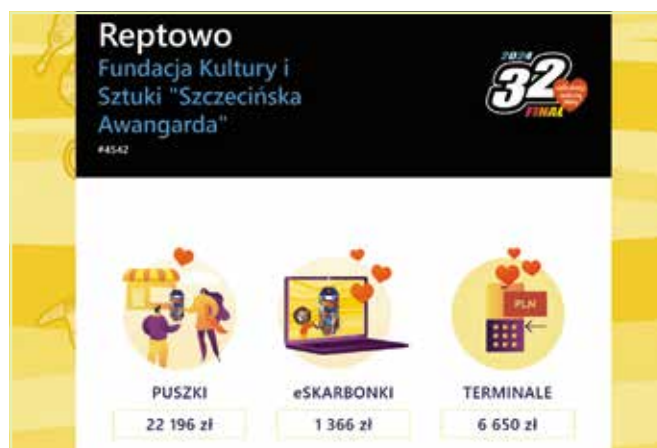 Reptowo
Fundacja Kultury i
Sztuki "Szczecińska
Awangarda"
#4542
2024
32
FINAŁ
PLN
PUSZKI
eSKARBONKI
TERMINALE
22 196 zł
1 366 zł
6 650 zł